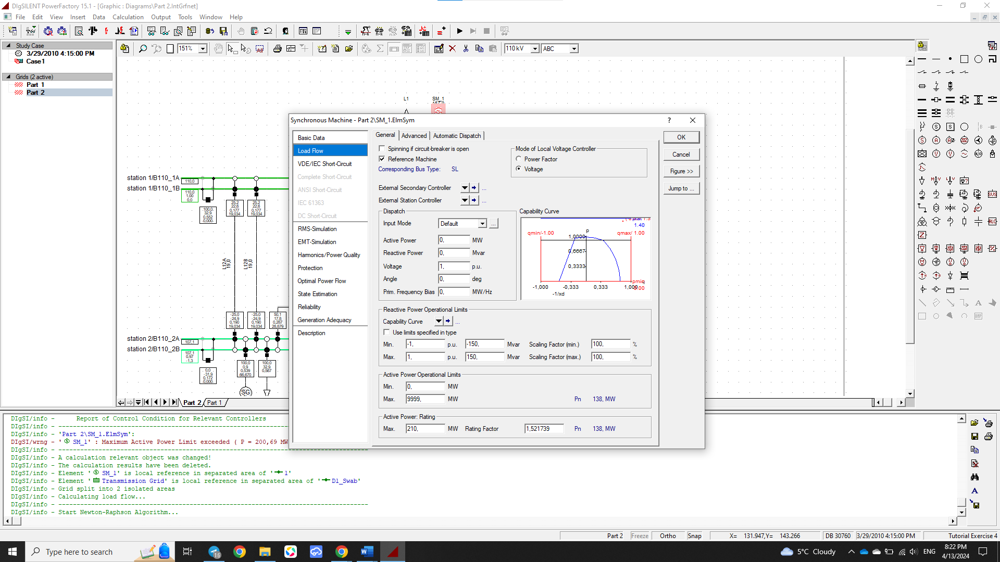 DIgSILENT PowerFactory 15.1 - [Graphic : Diagrams\Part 2.IntGrfnet]
File Edit View Insert Data Calculation Output Tools Window Help
151%
110 kV
ABC
Study Case
3/29/2010 4:15:00 PM
Case1
Grids (2 active)
Part 1
Part 2
L1
SM_1
station 1/B110_1A
110,0
station 1/B110_1B
110,0
1,00
0,0
100,0
32,9
0,552
-0,000
25,2
22,6
0,177
19,034
25,2
22,6
0,177
19,034
L12A
19,0
L12B
19,0
-25,0
-24,9
0,190
19,034
-25,0
-24,9
0,190
19,034
50,1
17,8
0,287
28,879
station 2/B110_2A
107,1
station 2/B110_2B
107,1
0,97
-1,3
0,0
-31,9
0,172
-0,000
100,0
0,9
0,539
66,670
100,0
32,9
0,567
SG
Part 2
Part 1
Synchronous Machine - Part 2\SM_1.ElmSym
?
Basic Data
Load Flow
VDE/IEC Short-Circuit
Complete Short-Circuit
ANSI Short-Circuit
IEC 61363
DC Short-Circuit
RMS-Simulation
EMT-Simulation
Harmonics/Power Quality
Protection
Optimal Power Flow
State Estimation
Reliability
Generation Adequacy
Description
General Advanced Automatic Dispatch
Spinning if circuit-breaker is open
Reference Machine
Corresponding Bus Type: SL
Mode of Local Voltage Controller
Power Factor
Voltage
External Secondary Controller ...
External Station Controller ...
Dispatch
Input Mode Default ...
Active Power 0, MW
Reactive Power 0, Mvar
Voltage 1, p.u.
Angle 0, deg
Prim. Frequency Bias 0, MW/Hz
Capability Curve
1.40
qmin/-1.00
p
qmax/ 1.00
1,0000
0,6667
0,3333
-1,000 -0,333 0,333 1,000
-1/xd
Reactive Power Operational Limits
Capability Curve ...
Use limits specified in type
Min. -1, p.u. -150, Mvar Scaling Factor (min.) 100, %
Max. 1, p.u. 150, Mvar Scaling Factor (max.) 100, %
Active Power Operational Limits
Min. 0, MW
Max. 9999, MW Pn 138, MW
Active Power: Rating
Max. 210, MW Rating Factor 1,521739 Pn 138, MW
OK
Cancel
Figure >>
Jump to ...
DIgSI/info - Report of Control Condition for Relevant Controllers
DIgSI/info - --------------------
DIgSI/info - 'Part 2\SM_1.ElmSym':
DIgSI/wrng - ' SM_1' : Maximum Active Power Limit exceeded ( P = 200,69 MW
DIgSI/info - --------------------
DIgSI/info - A calculation relevant object was changed!
DIgSI/info - The calculation results have been deleted.
DIgSI/info - Element ' SM_1' is local reference in separated area of ' 1'
DIgSI/info - Element ' Transmission Grid' is local reference in separated area of ' D1_Swab'
DIgSI/info - Grid split into 2 isolated areas
DIgSI/info - Calculating load flow...
DIgSI/info - --------------------
DIgSI/info - Start Newton-Raphson Algorithm...
Part 2 Freeze Ortho Snap X= 131.947,Y= 143.266 DB 30760 3/29/2010 4:15:00 PM Tutorial Exercise 4
Type here to search
16
5°C Cloudy
ENG
8:22 PM
4/13/2024